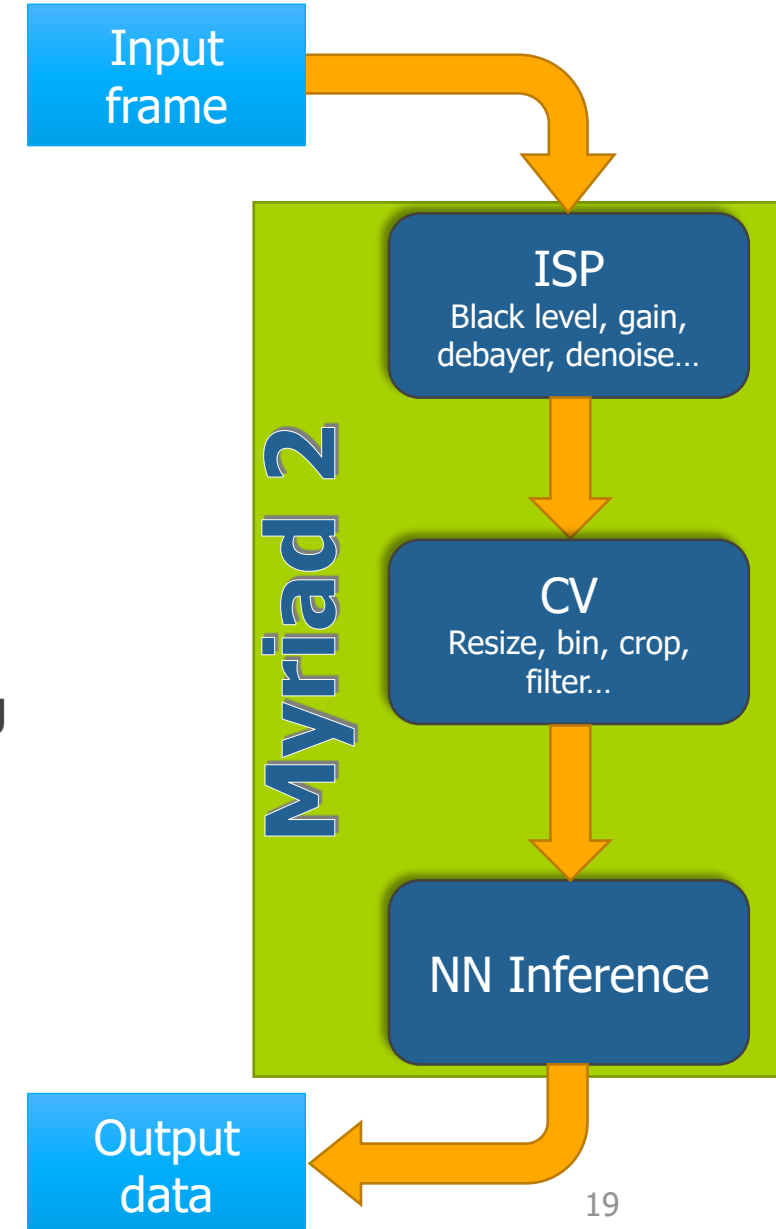 Input
frame
ISP
Black level, gain,
debayer, denoise…
Myriad 2
CV
Resize, bin, crop,
filter…
g
NN Inference
Output
data
19